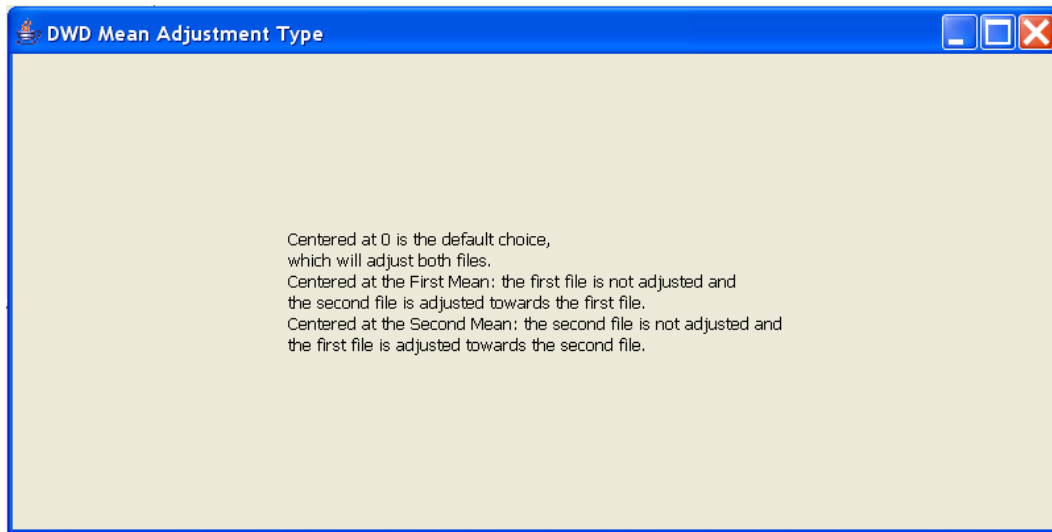 DWD Mean Adjustment Type
Centered at 0 is the default choice,
which will adjust both files.
Centered at the First Mean: the first file is not adjusted and
the second file is adjusted towards the first file.
Centered at the Second Mean: the second file is not adjusted and
the first file is adjusted towards the second file.